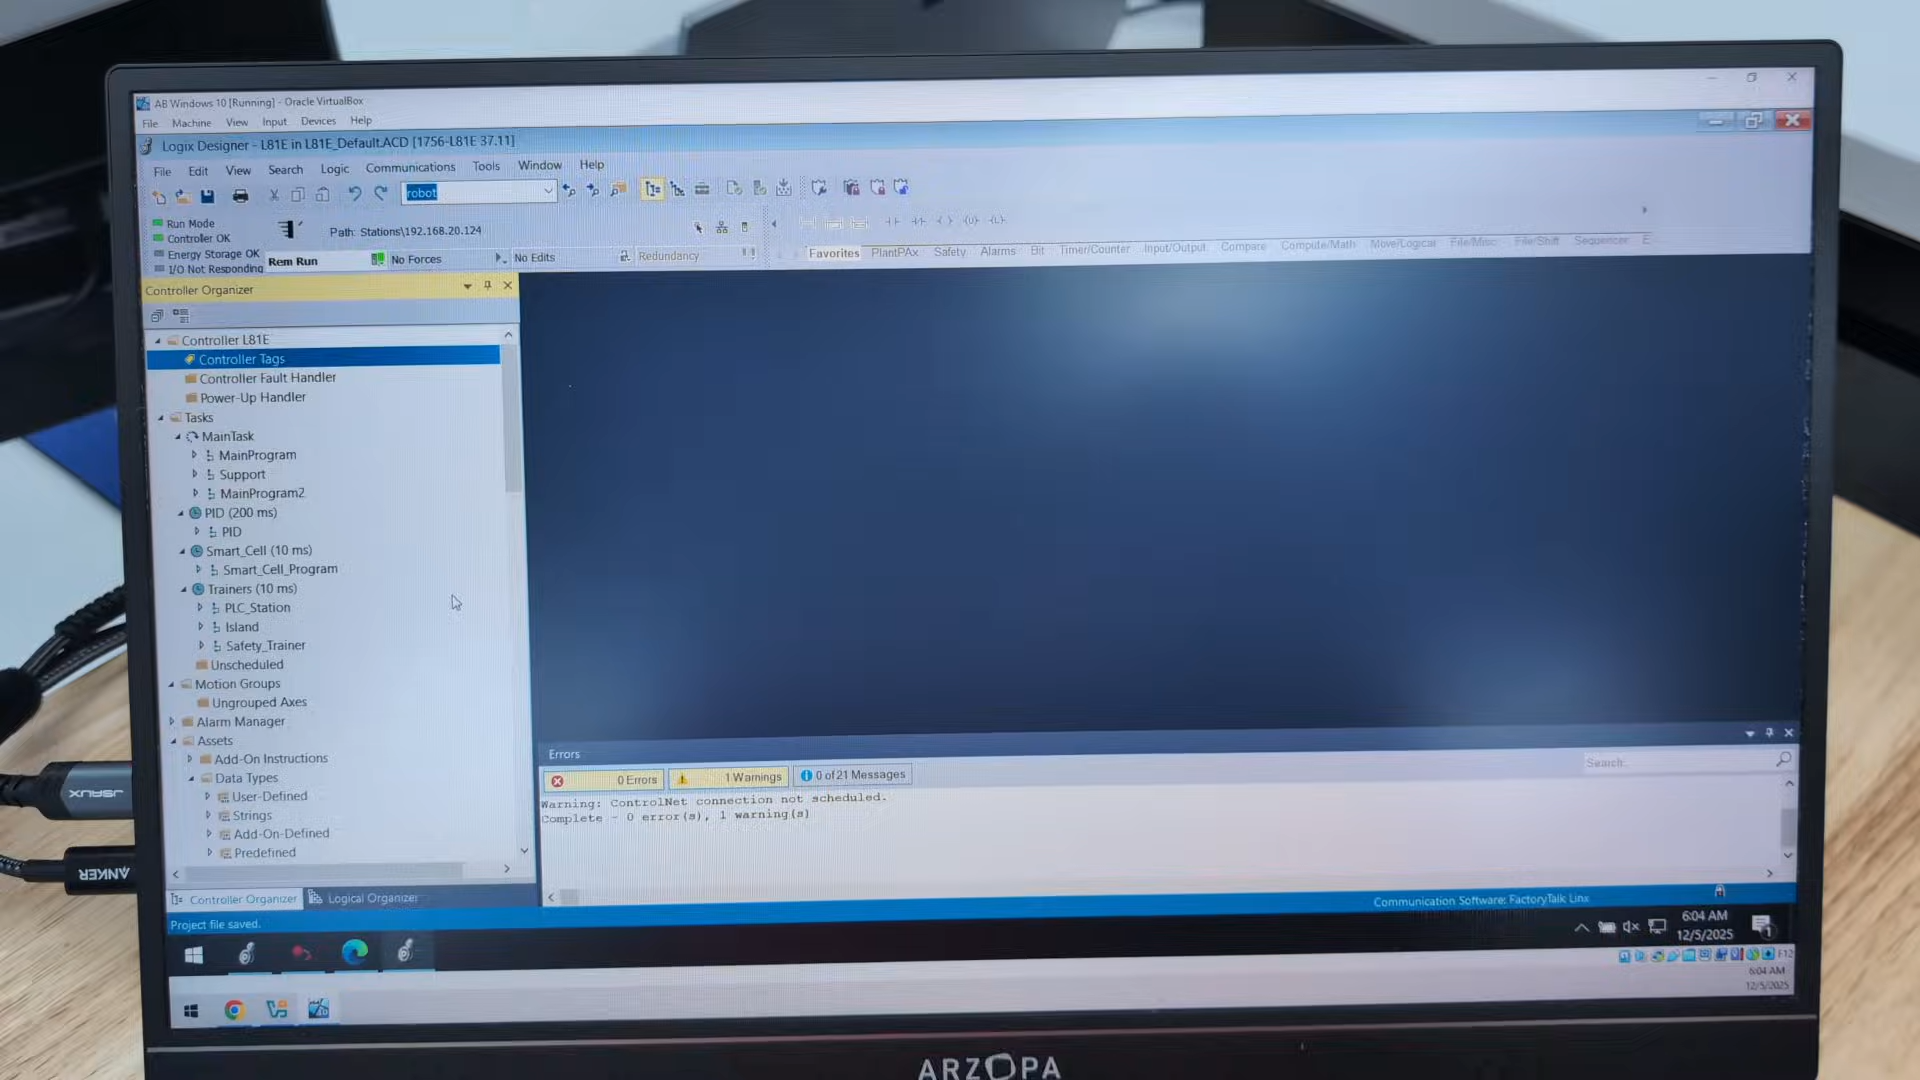 AB Windows 10 [Running] - Oracle VirtualBox
File Machine View Input Devices Help
Logix Designer - L81E in L81E_Default.ACD [1756-L81E 37.11]
File Edit View Search Logic Communications Tools Window Help
robot
Run Mode
Controller OK
Energy Storage OK
I/O Not Responding
Path: Stations\192.168.20.124
Rem Run
No Forces
No Edits
Redundancy
Favorites PlantPAx Safety Alarms Bit Timer/Counter Input/Output Compare Compute/Math Move/Logical File/Misc. File/Shift Sequencer E
Controller Organizer
Controller L81E
Controller Tags
Controller Fault Handler
Power-Up Handler
Tasks
MainTask
MainProgram
Support
MainProgram2
PID (200 ms)
PID
Smart_Cell (10 ms)
Smart_Cell_Program
Trainers (10 ms)
PLC_Station
Island
Safety_Trainer
Unscheduled
Motion Groups
Ungrouped Axes
Alarm Manager
Assets
Add-On Instructions
Data Types
User-Defined
Strings
Add-On-Defined
Predefined
Controller Organizer
Logical Organizer
Errors
0 Errors
1 Warnings
0 of 21 Messages
Search...
Warning: ControlNet connection not scheduled.
Complete - 0 error(s), 1 warning(s)
Communication Software: FactoryTalk Linx
Project file saved.
6:04 AM
12/5/2025
1
F12
6:04 AM
12/5/2025
JSAUX
ANKER
ARZOPA